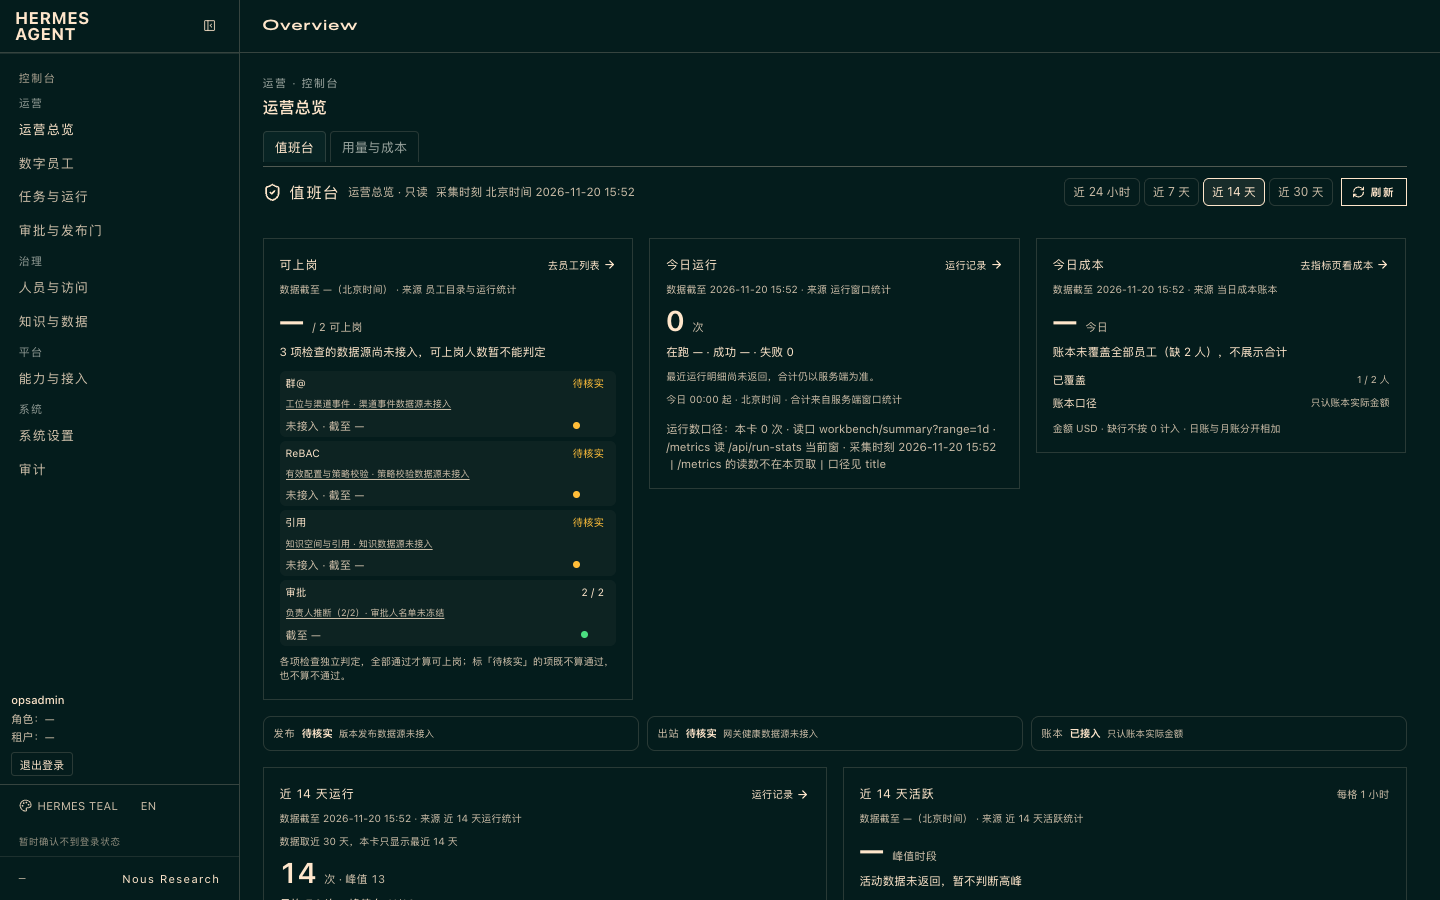 HERMES
AGENT
Overview
控制台
运营
运营总览
数字员工
任务与运行
审批与发布门
治理
人员与访问
知识与数据
平台
能力与接入
系统
系统设置
审计
opsadmin
角色: —
租户: —
退出登录
HERMES TEAL EN
暂时确认不到登录状态
— Nous Research
运营 · 控制台
运营总览
值班台 用量与成本
值班台 运营总览 · 只读 采集时刻 北京时间 2026-11-20 15:52
近 24 小时 近 7 天 近 14 天 近 30 天 刷新
可上岗 去员工列表 →
数据截至 —（北京时间） · 来源 员工目录与运行统计
— / 2 可上岗
3 项检查的数据源尚未接入，可上岗人数暂不能判定
群@ 待核实
工位与渠道事件 · 渠道事件数据源未接入
未接入 · 截至 —
ReBAC 待核实
有效配置与策略校验 · 策略校验数据源未接入
未接入 · 截至 —
引用 待核实
知识空间与引用 · 知识数据源未接入
未接入 · 截至 —
审批 2 / 2
负责人推断（2/2） · 审批人名单未冻结
截至 —
各项检查独立判定，全部通过才算可上岗；标「待核实」的项既不算通过，
也不算不通过。
今日运行 运行记录 →
数据截至 2026-11-20 15:52 · 来源 运行窗口统计
0 次
在跑 — · 成功 — · 失败 0
最近运行明细尚未返回，合计仍以服务端为准。
今日 00:00 起 · 北京时间 · 合计来自服务端窗口统计
运行数口径：本卡 0 次 · 读口 workbench/summary?range=1d ·
/metrics 读 /api/run-stats 当前窗 · 采集时刻 2026-11-20 15:52
| /metrics 的读数不在本页取 | 口径见 title
今日成本 去指标页看成本 →
数据截至 2026-11-20 15:52 · 来源 当日成本账本
— 今日
账本未覆盖全部员工（缺 2 人），不展示合计
已覆盖 1 / 2 人
账本口径 只认账本实际金额
金额 USD · 缺行不按 0 计入 · 日账与月账分开相加
发布 待核实 版本发布数据源未接入
出站 待核实 网关健康数据源未接入
账本 已接入 只认账本实际金额
近 14 天运行 运行记录 →
数据截至 2026-11-20 15:52 · 来源 近 14 天运行统计
数据取近 30 天，本卡只显示最近 14 天
14 次 · 峰值 13
近 14 天活跃 每格 1 小时
数据截至 —（北京时间） · 来源 近 14 天活跃统计
— 峰值时段
活动数据未返回，暂不判断高峰